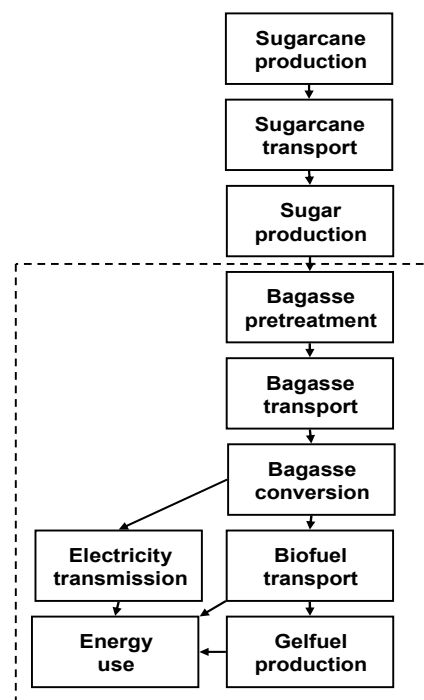 Sugarcane
production
Sugarcane
transport
Sugar
production
Bagasse
pretreatment
Bagasse
transport
Bagasse
conversion
Electricity
transmission
Biofuel
transport
Energy
use
Gelfuel
production